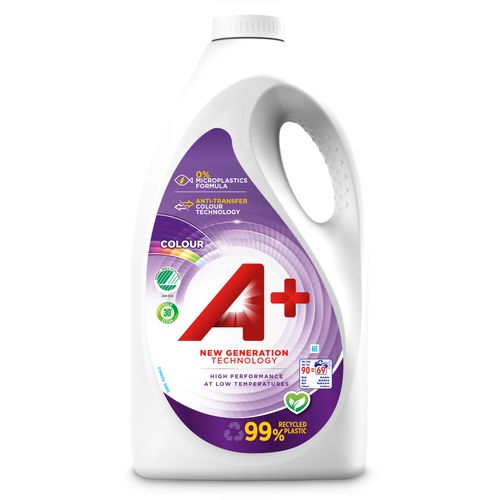 0%
MICROPLASTICS
FORMULA
ANTI-TRANSFER
COLOUR
TECHNOLOGY
COLOUR
A+
NEW GENERATION
TECHNOLOGY
HIGH PERFORMANCE
AT LOW TEMPERATURES
30°
90 = 69
99% RECYCLED
PLASTIC